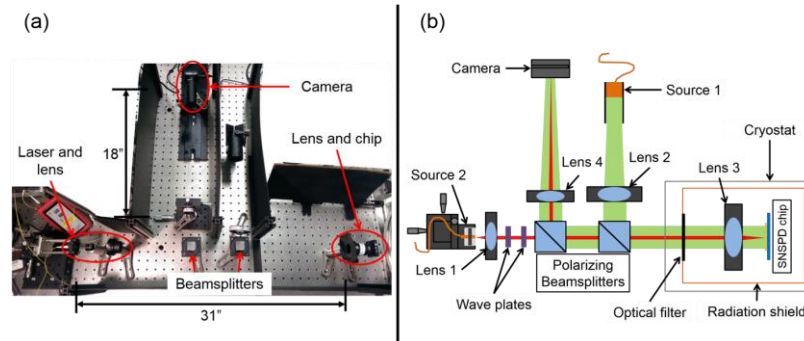 (a)
Camera
Lens and chip
Laser and
lens
18"
Beamsplitters
31"
(b)
Camera
Source 1
Cryostat
Lens 4
Lens 2
Lens 3
Source 2
SNSPD chip
Lens 1
Polarizing
Beamsplitters
Wave plates
Optical filter
Radiation shield